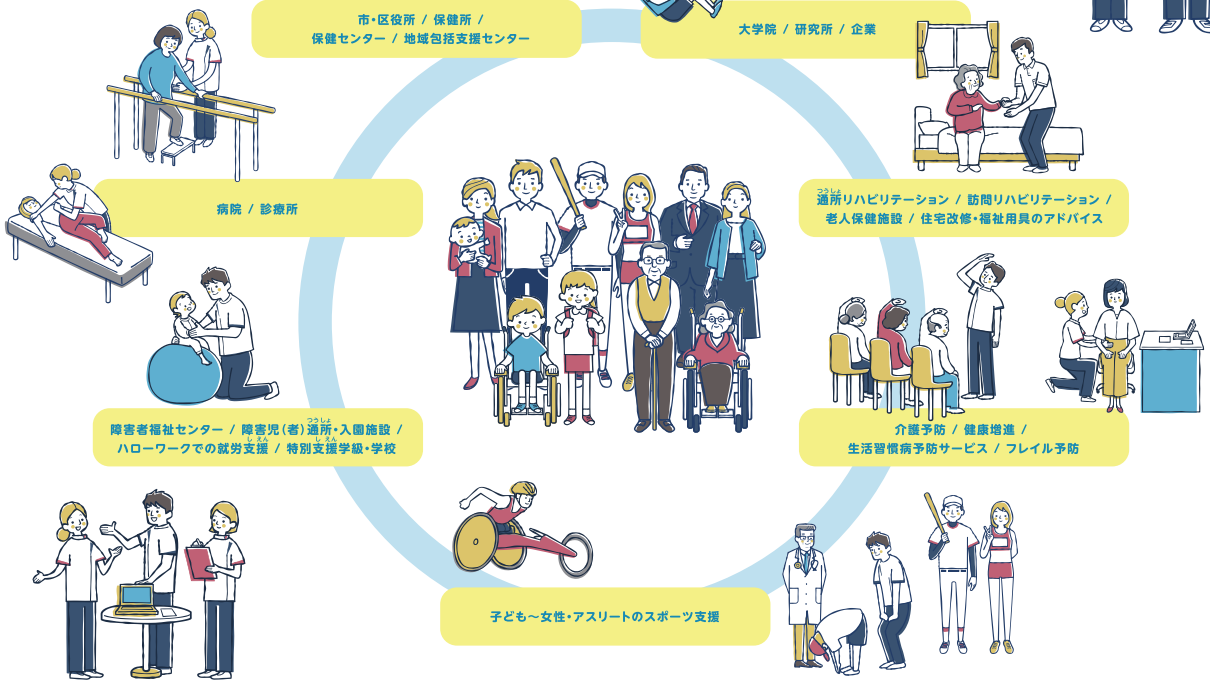 市・区役所 / 保健所 /
保健センター / 地域包括支援センター
大学院 / 研究所 / 企業
病院 / 診療所
つうしょ
通所リハビリテーション / 訪問リハビリテーション /
老人保健施設 / 住宅改修・福祉用具のアドバイス
つうしょ
障害者福祉センター / 障害児(者)通所・入園施設 /
しえん しえん
ハローワークでの就労支援 / 特別支援学級・学校
介護予防 / 健康増進 /
生活習慣病予防サービス / フレイル予防
子ども〜女性・アスリートのスポーツ支援